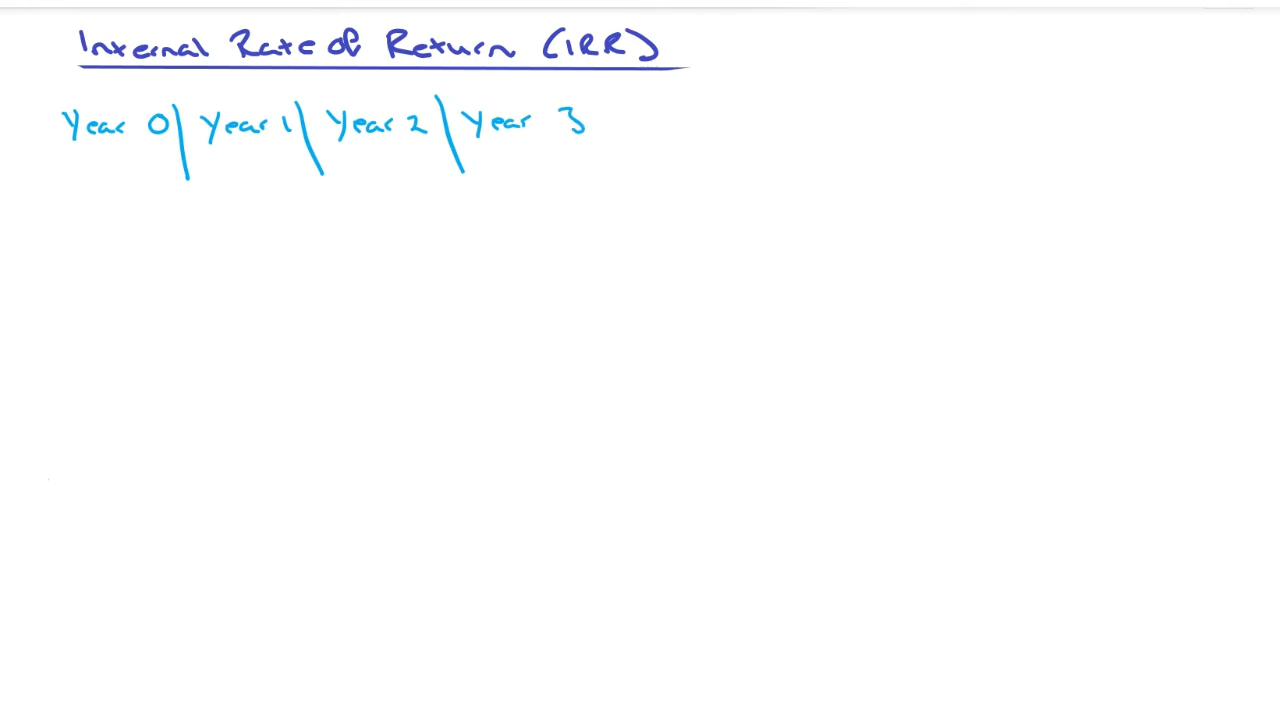 Internal Rate of Return (IRR)
Year 0 Year 1 Year 2 Year 3